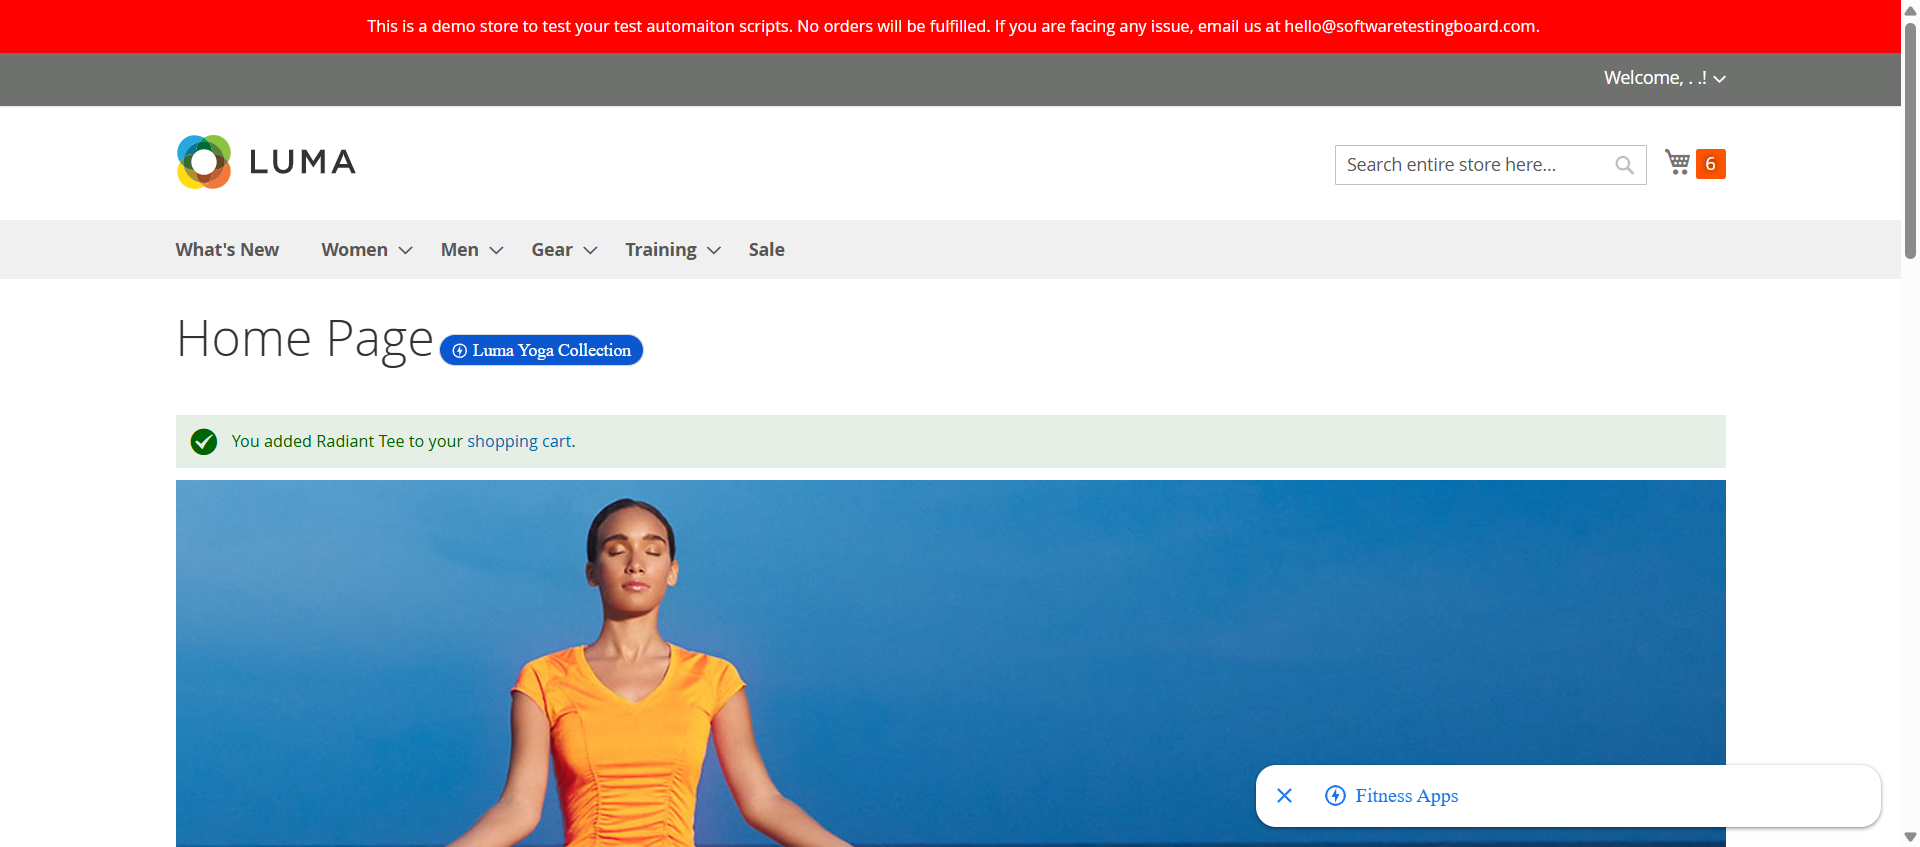 This is a demo store to test your test automaiton scripts. No orders will be fulfilled. If you are facing any issue, email us at hello@softwaretestingboard.com.
Welcome, . .!
LUMA
Search entire store here...
6
What's New Women Men Gear Training Sale
Home Page Luma Yoga Collection
You added Radiant Tee to your shopping cart.
Fitness Apps